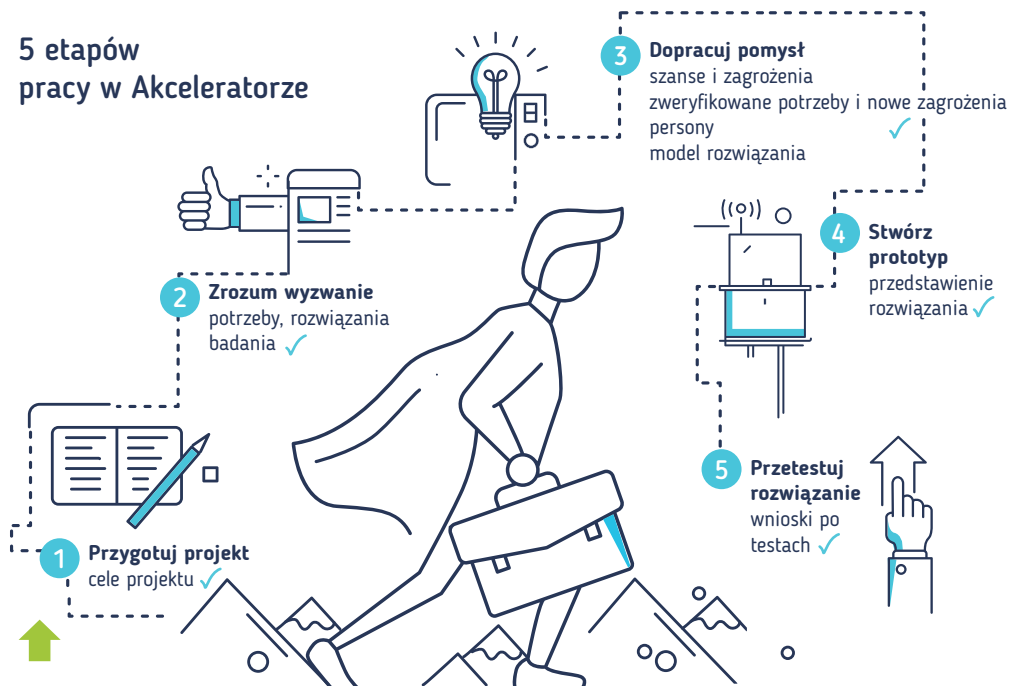 5 etapów
pracy w Akceleratorze
1
Przygotuj projekt
cele projektu
2
Zrozum wyzwanie
potrzeby, rozwiązania
badania
3
Dopracuj pomysł
szanse i zagrożenia
zweryfikowane potrzeby i nowe zagrożenia
persony
model rozwiązania
4
Stwórz
prototyp
przedstawienie
rozwiązania
5
Przetestuj
rozwiązanie
wnioski po
testach